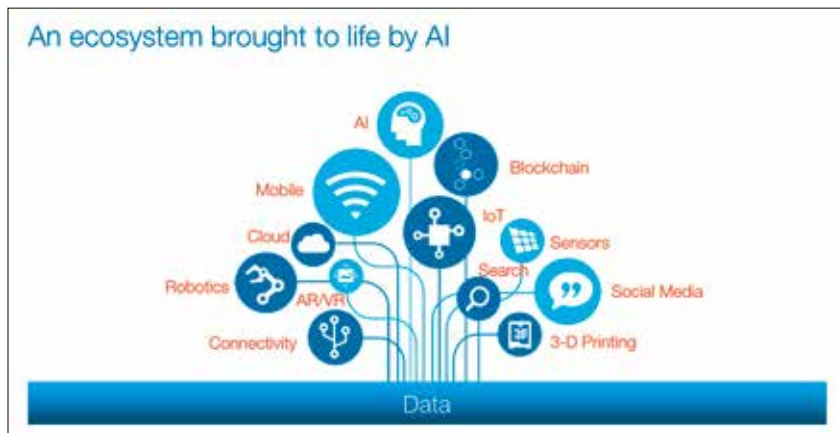 An ecosystem brought to life by AI
AI
Blockchain
Mobile
IoT
Cloud
Sensors
Search
Robotics
AR/VR
Social Media
Connectivity
3-D Printing
Data